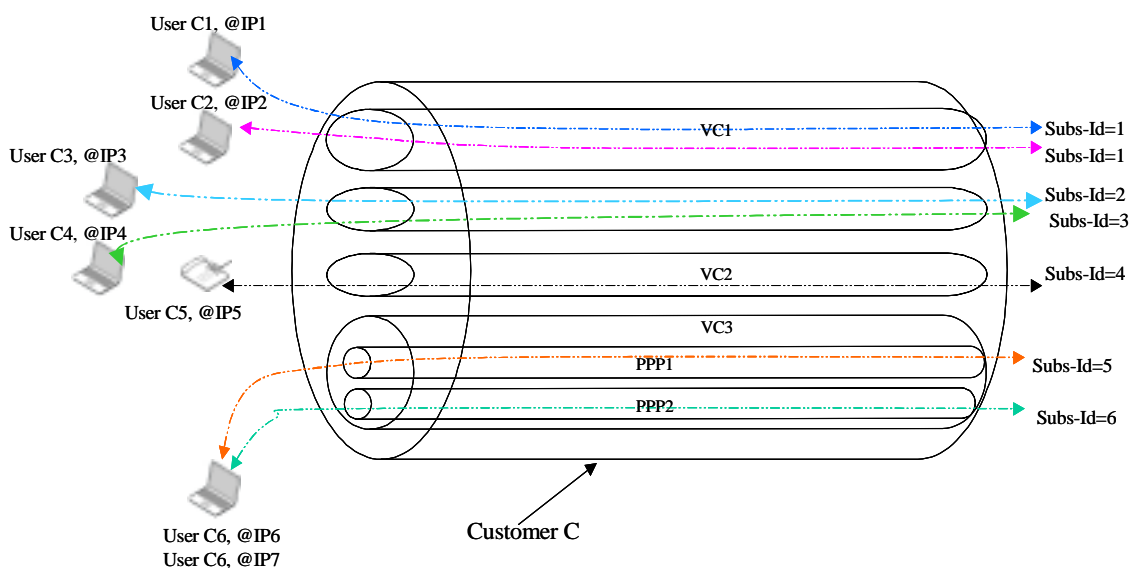 User C1, @IP1
User C2, @IP2
VC1
Subs-Id=1
Subs-Id=1
User C3, @IP3
Subs-Id=2
Subs-Id=3
User C4, @IP4
VC2
Subs-Id=4
User C5, @IP5
VC3
PPP1
Subs-Id=5
PPP2
Subs-Id=6
User C6, @IP6
User C6, @IP7
Customer C